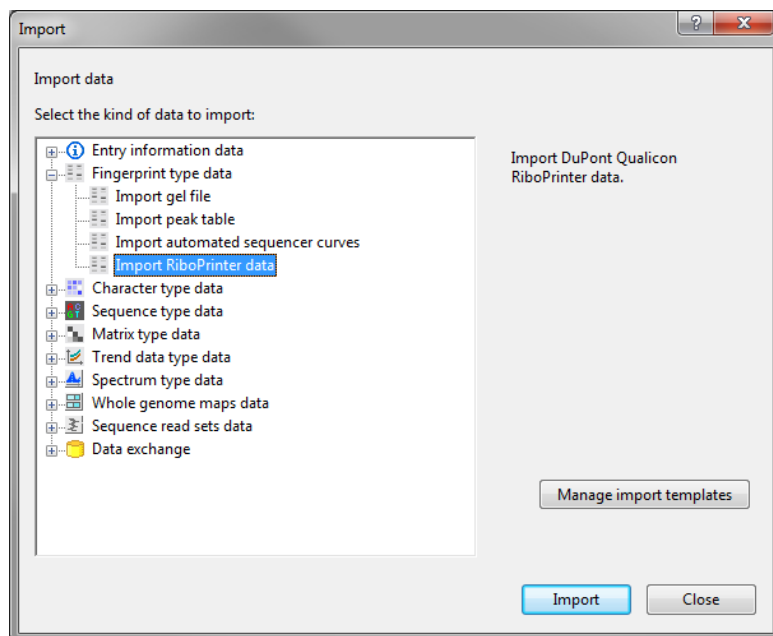 Import
Import data
Select the kind of data to import:
Entry information data
Fingerprint type data
Import gel file
Import peak table
Import automated sequencer curves
Import RiboPrinter data
Character type data
Sequence type data
Matrix type data
Trend data type data
Spectrum type data
Whole genome maps data
Sequence read sets data
Data exchange
Import DuPont Qualicon
RiboPrinter data.
Manage import templates
Import
Close